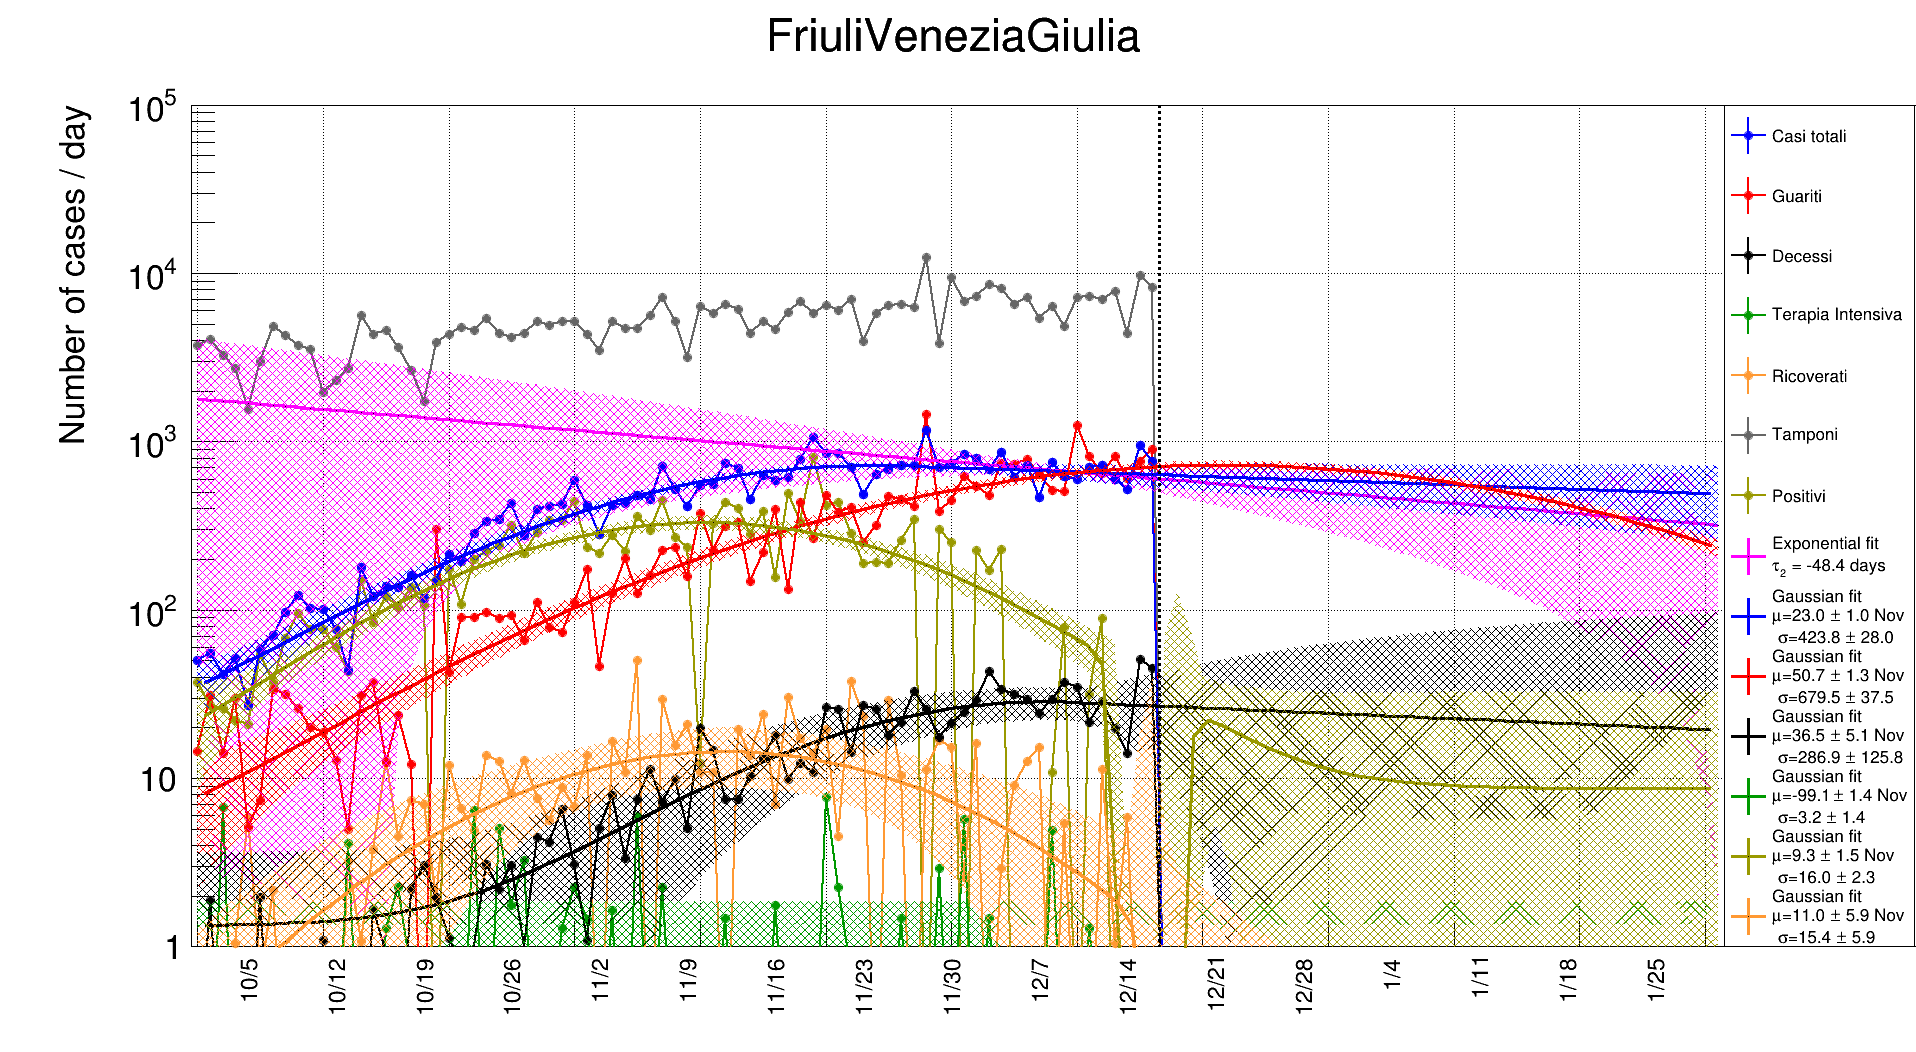 FriuliVeneziaGiulia
Number of cases / day
10^5
10^4
10^3
10^2
10
1
10/5
10/12
10/19
10/26
11/2
11/9
11/16
11/23
11/30
12/7
12/14
12/21
12/28
1/4
1/11
1/18
1/25
Casi totali
Guariti
Decessi
Terapia Intensiva
Ricoverati
Tamponi
Positivi
Exponential fit
τ₂ = -48.4 days
Gaussian fit
μ=23.0 ± 1.0 Nov
σ=423.8 ± 28.0
Gaussian fit
μ=50.7 ± 1.3 Nov
σ=679.5 ± 37.5
Gaussian fit
μ=36.5 ± 5.1 Nov
σ=286.9 ± 125.8
Gaussian fit
μ=-99.1 ± 1.4 Nov
σ=3.2 ± 1.4
Gaussian fit
μ=9.3 ± 1.5 Nov
σ=16.0 ± 2.3
Gaussian fit
μ=11.0 ± 5.9 Nov
σ=15.4 ± 5.9